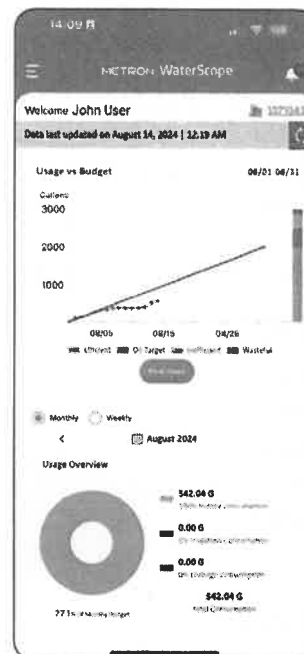 14:09
METRON WaterScope
Welcome John User
Data last updated on August 14, 2024 | 12:19 AM
Usage vs Budget 08/01 08/31
Gallons
3000
2000
1000
08/05 08/15
Efficient On Target Inefficient Wasteful
Monthly Weekly
< August 2024
Usage Overview
542.04 G
0.00 G
0.00 G
542.04 G
Total Consumption